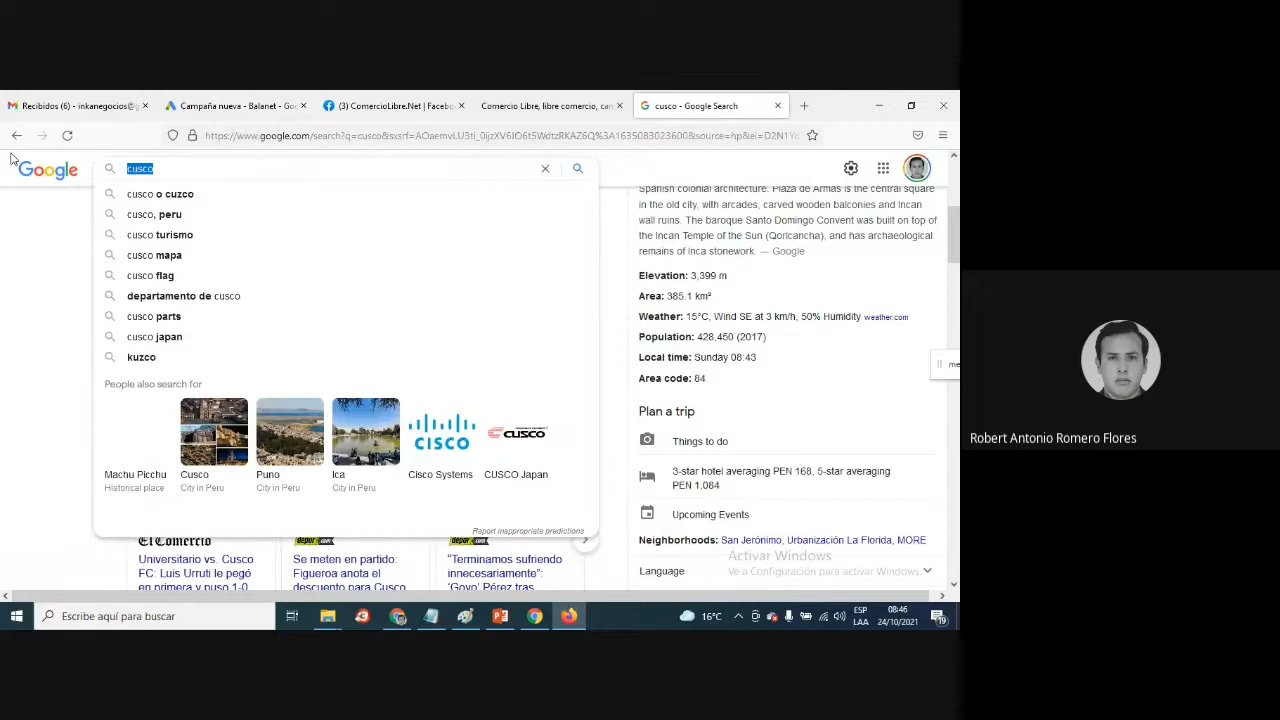 Recibidos (6) - inkanegocios@g
Campaña nueva - Balanet - Goo
(3) ComercioLibre.Net | Facebo
Comercio Libre, libre comercio, can
cusco - Google Search
Google
cusco
cusco o cuzco
cusco, peru
cusco turismo
cusco mapa
cusco flag
departamento de cusco
cusco parts
cusco japan
kuzco
People also search for
CISCO
CUSCO
Machu Picchu
Historical place
Cusco
City in Peru
Puno
City in Peru
Ica
City in Peru
Cisco Systems
CUSCO Japan
Report inappropriate predictions
El Comercio
Universitario vs. Cusco
FC: Luis Urruti le pegó
en primera y puso 1-0
depor.com
Se meten en partido:
Figueroa anota el
descuento para Cusco
depor.com
“Terminamos sufriendo
innecesariamente”:
'Goyo' Pérez tras
Spanish colonial architecture. Plaza de Armas is the central square
in the old city, with arcades, carved wooden balconies and Incan
wall ruins. The baroque Santo Domingo Convent was built on top of
the Incan Temple of the Sun (Qoricancha), and has archaeological
remains of Inca stonework. — Google
Elevation: 3,399 m
Area: 385.1 km²
Weather: 15°C, Wind SE at 3 km/h, 50% Humidity weather.com
Population: 428,450 (2017)
Local time: Sunday 08:43
Area code: 84
me
Plan a trip
Things to do
3-star hotel averaging PEN 168, 5-star averaging
PEN 1,084
Upcoming Events
Neighborhoods: San Jerónimo, Urbanización La Florida, MORE
Activar Windows
Language
Ve a Configuración para activar Windows.
Escribe aquí para buscar
16°C
ESP
LAA
08:46
24/10/2021
19
Robert Antonio Romero Flores